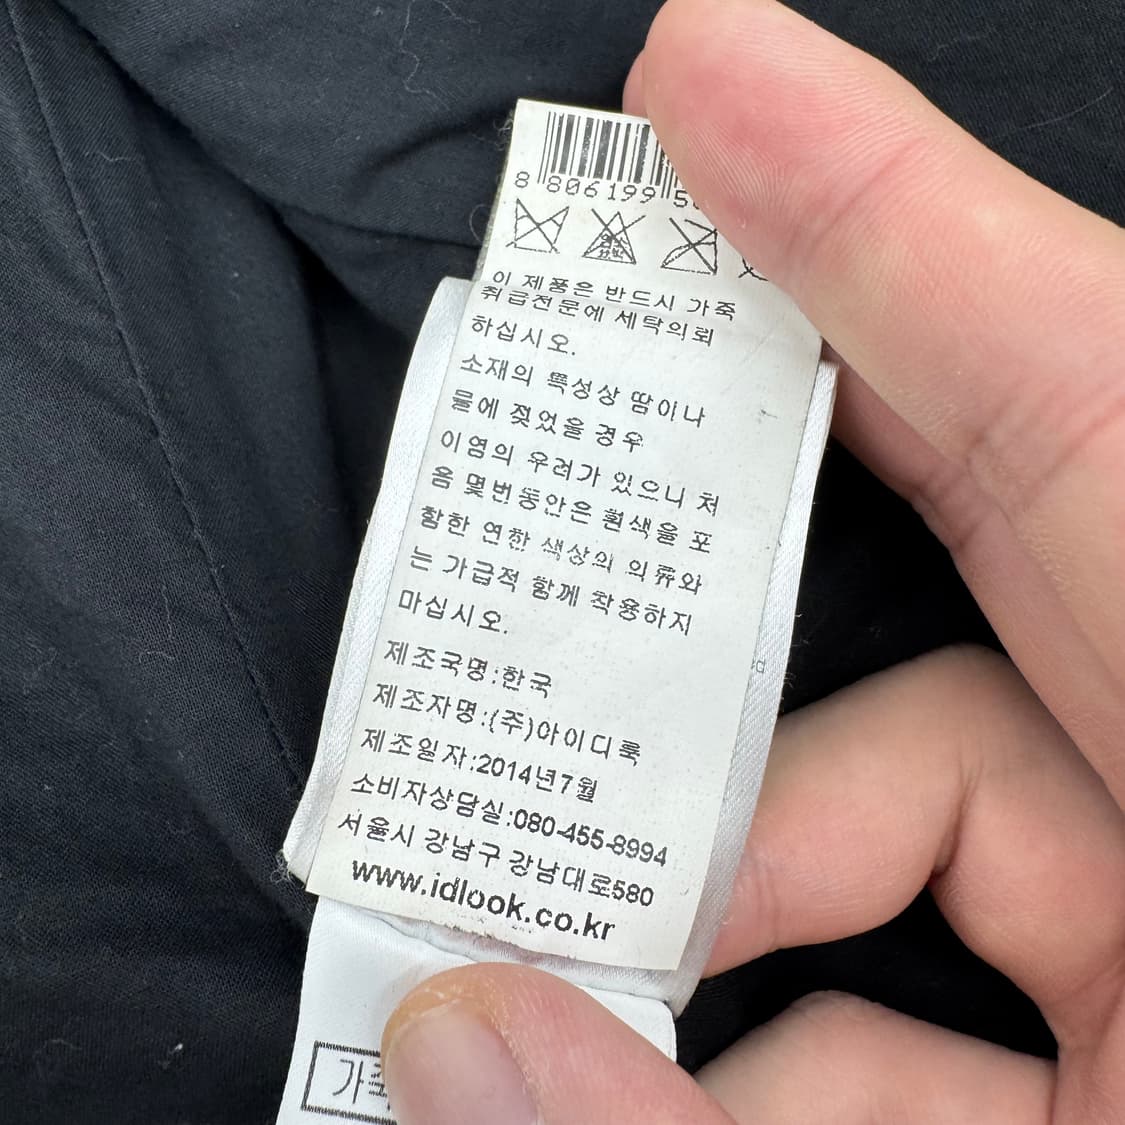 8 806199
염소
표백
이 제품은 반드시 가죽
취급전문에 세탁의뢰
하십시오.
소재의 특성상 땀이나
물에 젖었을 경우
이염의 우려가 있으니 처
음 몇번 동안은 흰색을 포
함한 연한 색상의 의류와
는 가급적 함께 착용하지
마십시오.
제조국명:한국
제조자명:(주)아이디룩
제조일자:2014년7월
소비자상담실:080-455-8994
서울시 강남구 강남대로580
www.idlook.co.kr